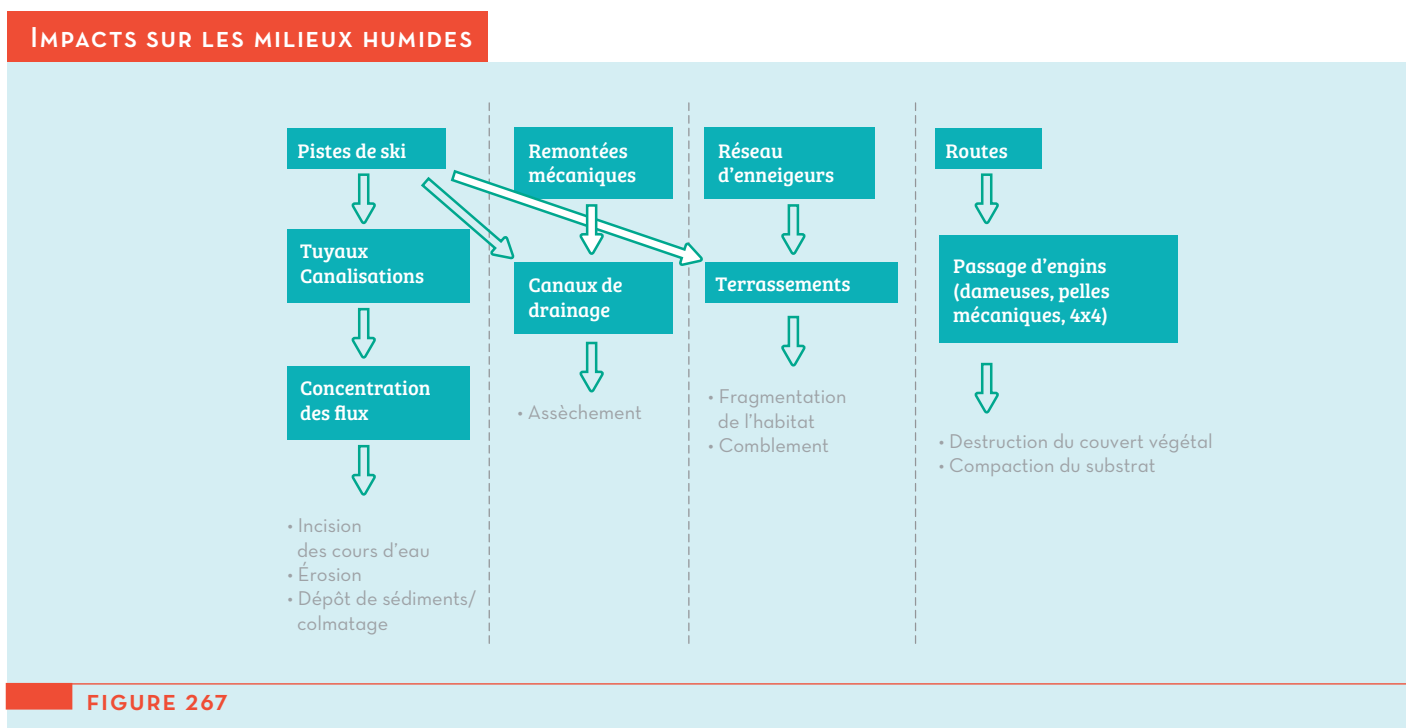 IMPACTS SUR LES MILIEUX HUMIDES
Pistes de ski
Tuyaux
Canalisations
Concentration
des flux
• Incision
des cours d'eau
• Érosion
• Dépôt de sédiments/
colmatage
Remontées
mécaniques
Canaux de
drainage
• Assèchement
Réseau
d'enneigeurs
Terrassements
• Fragmentation
de l'habitat
• Comblement
Routes
Passage d'engins
(dameuses, pelles
mécaniques, 4x4)
• Destruction du couvert végétal
• Compaction du substrat
FIGURE 267